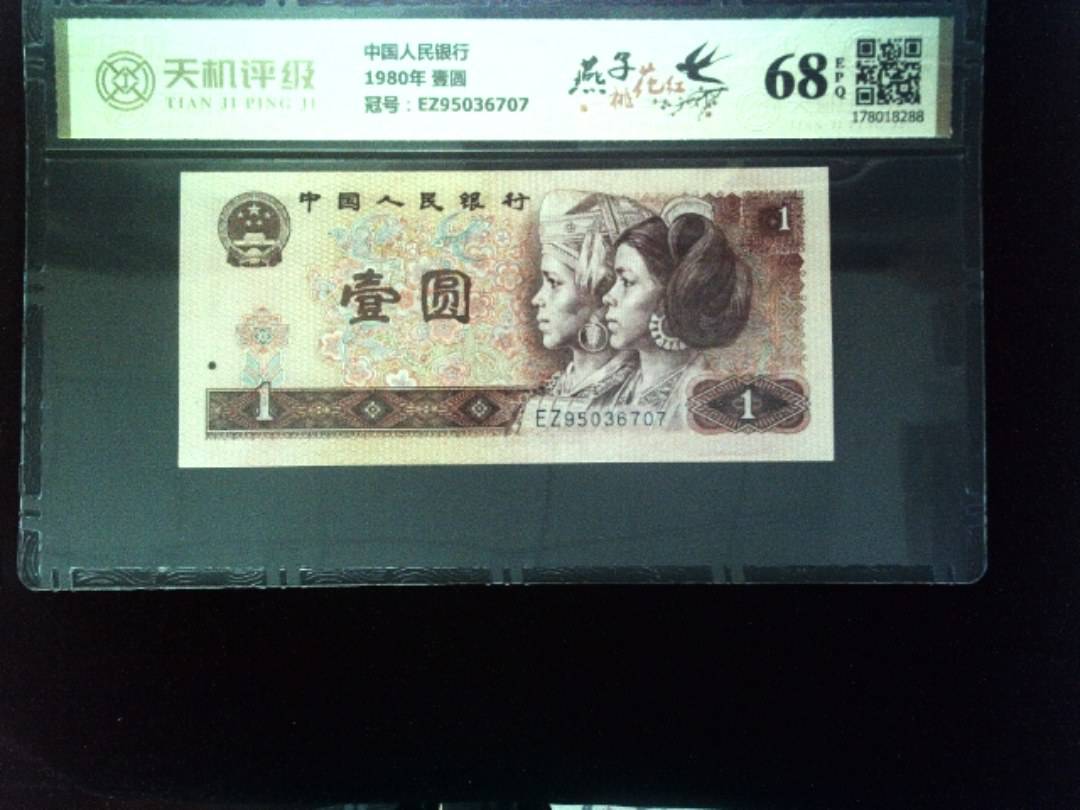 天机评级
TIAN JI PING JI
中国人民银行
1980年 壹圆
冠号：EZ95036707
燕子
桃花红
68
EPQ
178018288
中国人民银行
1
壹圆
1
EZ95036707
1